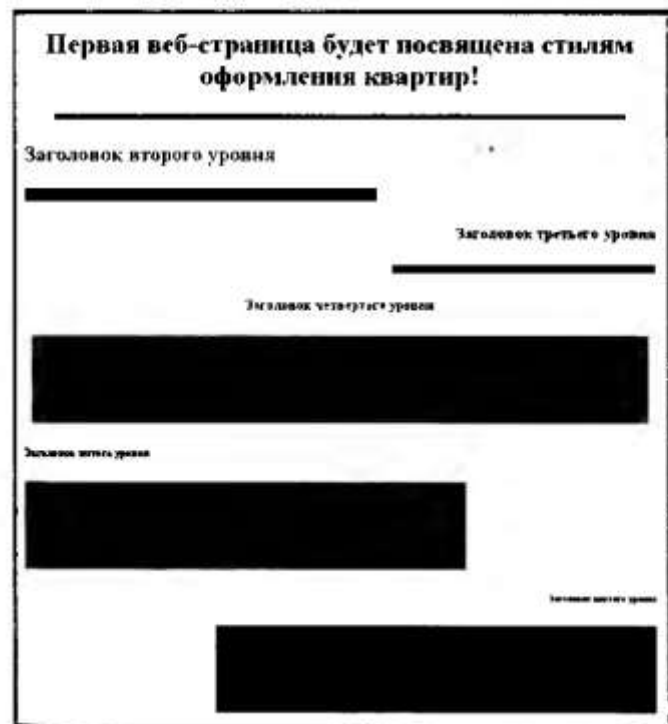 Первая веб-страница будет посвящена стилям
оформления квартир!
Заголовок второго уровня
Заголовок третьего уровня
Заголовок четвертого уровня
Заголовок пятого уровня
Заголовок шестого уровня